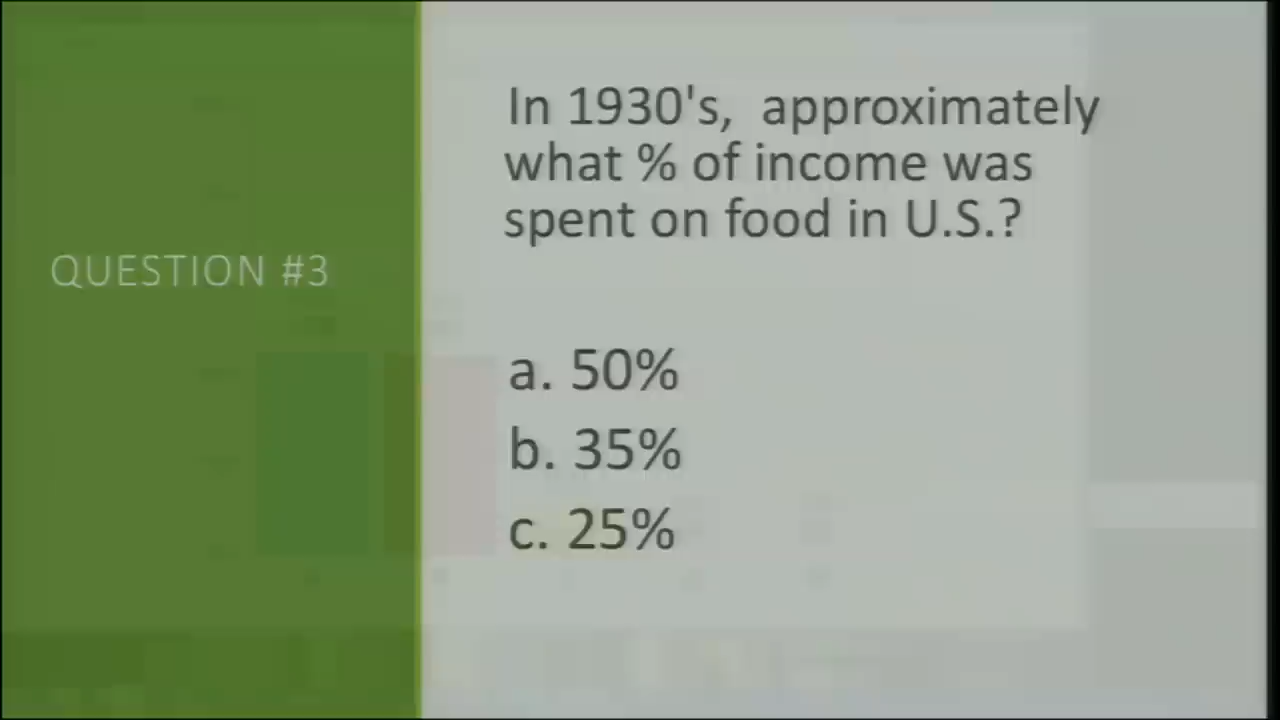 QUESTION #3
In 1930's, approximately
what % of income was
spent on food in U.S.?
a. 50%
b. 35%
c. 25%